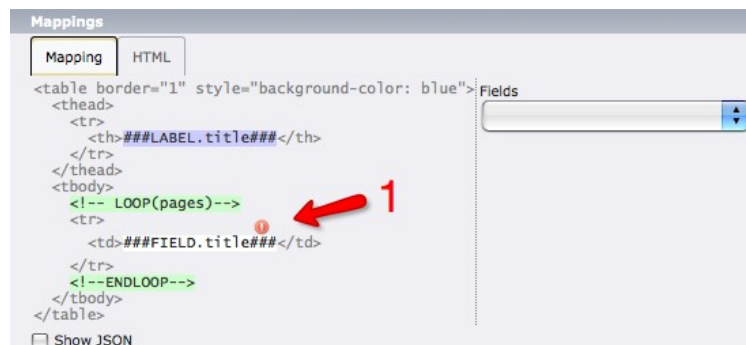 Mappings
Mapping HTML
<table border="1" style="background-color: blue"> Fields
<thead>
<tr>
<th>###LABEL.title###</th>
</tr>
</thead>
<tbody>
<!-- LOOP(pages)-->
1
<tr>
<td>###FIELD.title###</td>
</tr>
<!--ENDLOOP-->
</tbody>
</table>
Show JSON